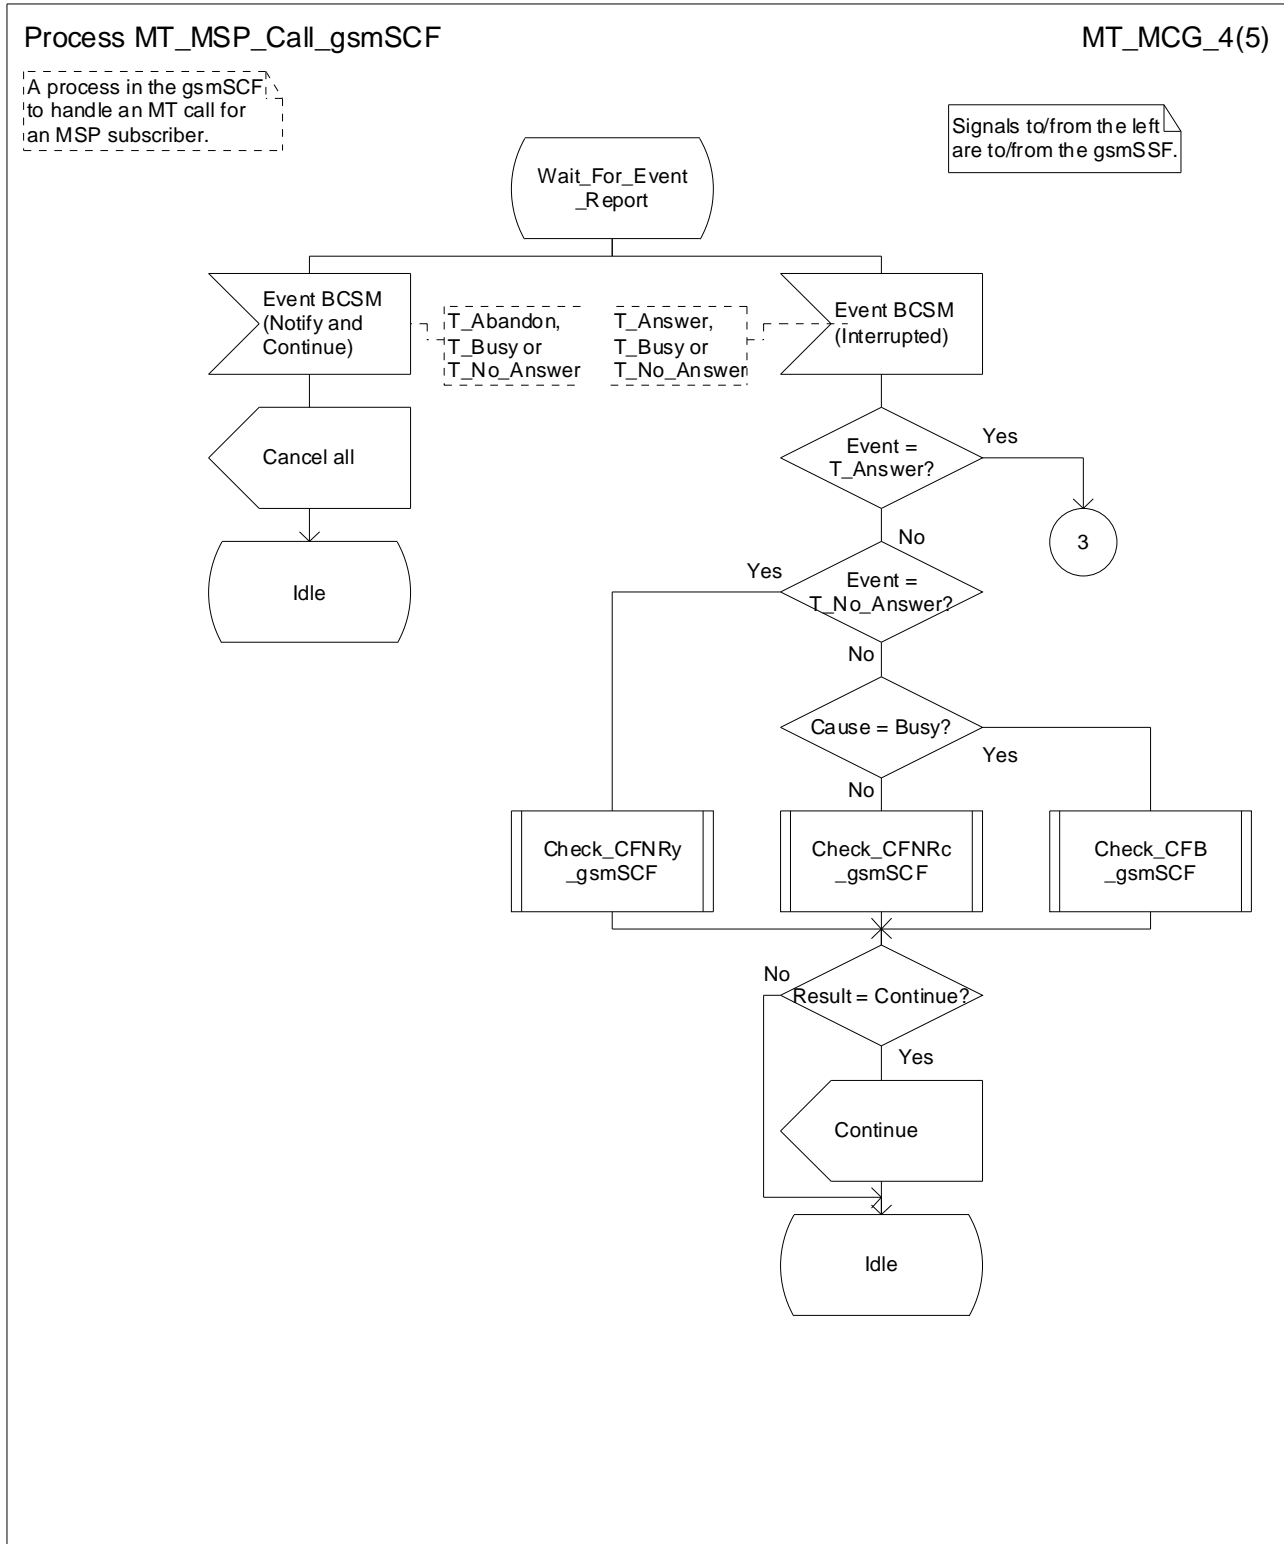 Process MT_MSP_Call_gsmSCF
MT_MCG_4(5)
A process in the gsmSCF
to handle an MT call for
an MSP subscriber.
Signals to/from the left
are to/from the gsmSSF.
Wait_For_Event
_Report
Event BCSM
(Notify and
Continue)
T_Abandon,
T_Busy or
T_No_Answer
T_Answer,
T_Busy or
T_No_Answer
Event BCSM
(Interrupted)
Cancel all
Event =
T_Answer?
Yes
3
No
Idle
Yes
Event =
T_No_Answer?
No
Cause = Busy?
Yes
No
Check_CFNRy
_gsmSCF
Check_CFNRc
_gsmSCF
Check_CFB
_gsmSCF
No
Result = Continue?
Yes
Continue
Idle